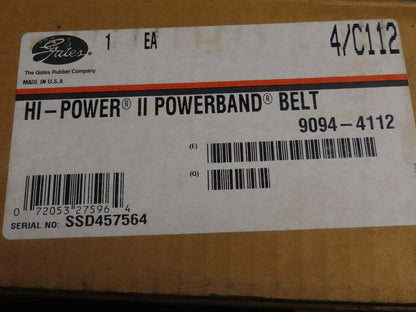 Gates
1 EA
4/C112
The Gates Rubber Company
MADE IN U.S.A
HI-POWER® II POWERBAND® BELT
9094-4112
(E)
(Q)
0 72053 27596 4
SERIAL NO: SSD457564